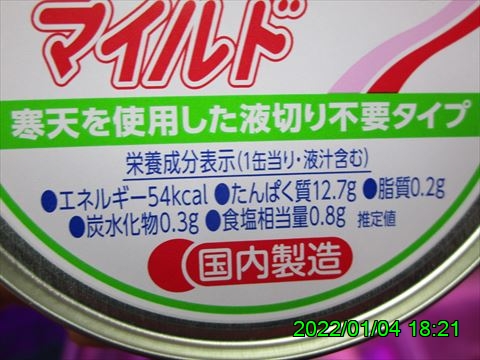 マイルド
寒天を使用した液切り不要タイプ
栄養成分表示(1缶当り・液汁含む)
●エネルギー54kcal ●たんぱく質12.7g ●脂質0.2g
●炭水化物0.3g ●食塩相当量0.8g 推定値
国内製造
2022/01/04 18:21